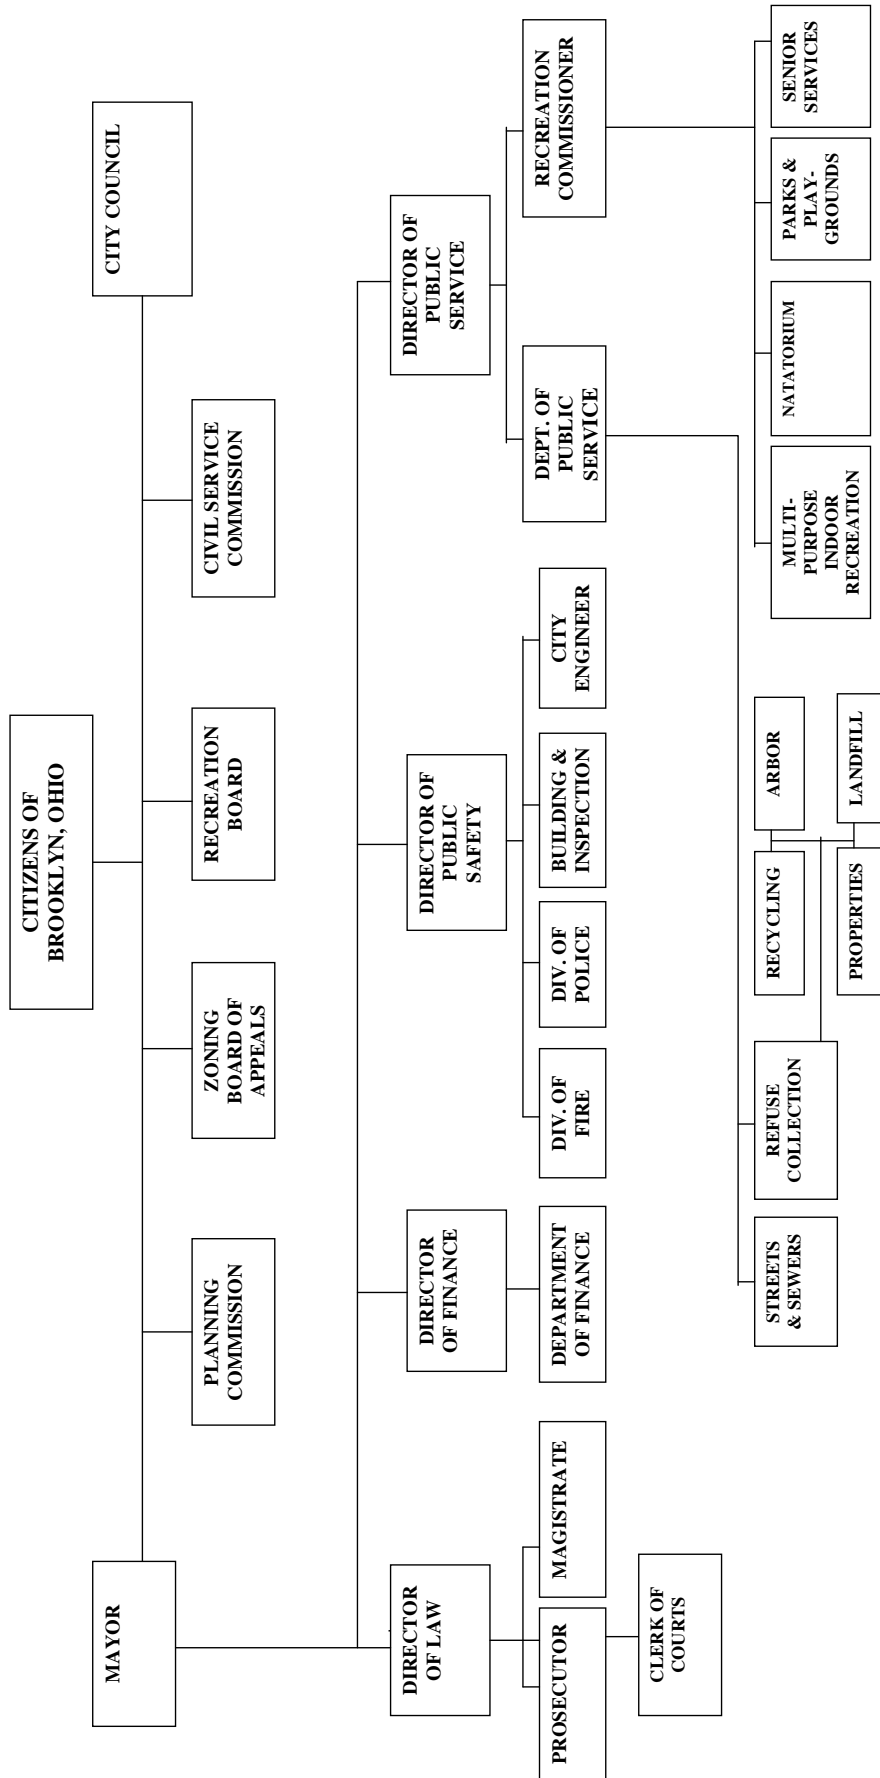 CITIZENS OF
BROOKLYN, OHIO
MAYOR
CITY COUNCIL
PLANNING
COMMISSION
ZONING
BOARD OF
APPEALS
RECREATION
BOARD
CIVIL SERVICE
COMMISSION
DIRECTOR
OF LAW
DIRECTOR
OF FINANCE
DIRECTOR OF
PUBLIC
SAFETY
DIRECTOR OF
PUBLIC
SERVICE
PROSECUTOR
MAGISTRATE
DEPARTMENT
OF FINANCE
DIV. OF
FIRE
DIV. OF
POLICE
BUILDING &
INSPECTION
CITY
ENGINEER
DEPT. OF
PUBLIC
SERVICE
RECREATION
COMMISSIONER
CLERK OF
COURTS
STREETS
& SEWERS
REFUSE
COLLECTION
RECYCLING
ARBOR
PROPERTIES
LANDFILL
MULTI-
PURPOSE
INDOOR
RECREATION
NATATORIUM
PARKS &
PLAY-
GROUNDS
SENIOR
SERVICES